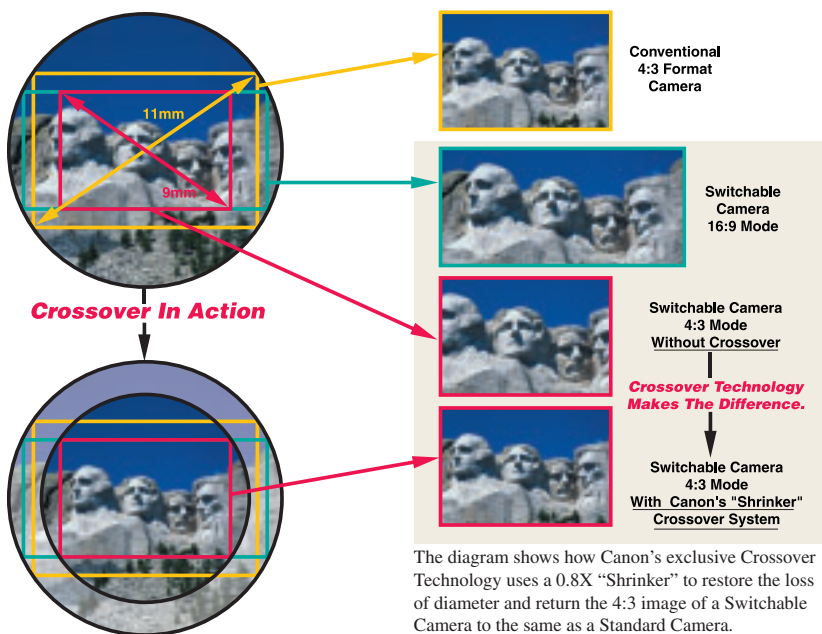 11mm
9mm
Conventional
4:3 Format
Camera
Switchable
Camera
16:9 Mode
Crossover In Action
Switchable Camera
4:3 Mode
Without Crossover
Crossover Technology
Makes The Difference.
Switchable Camera
4:3 Mode
With Canon's "Shrinker"
Crossover System
The diagram shows how Canon’s exclusive Crossover
Technology uses a 0.8X “Shrinker” to restore the loss
of diameter and return the 4:3 image of a Switchable
Camera to the same as a Standard Camera.